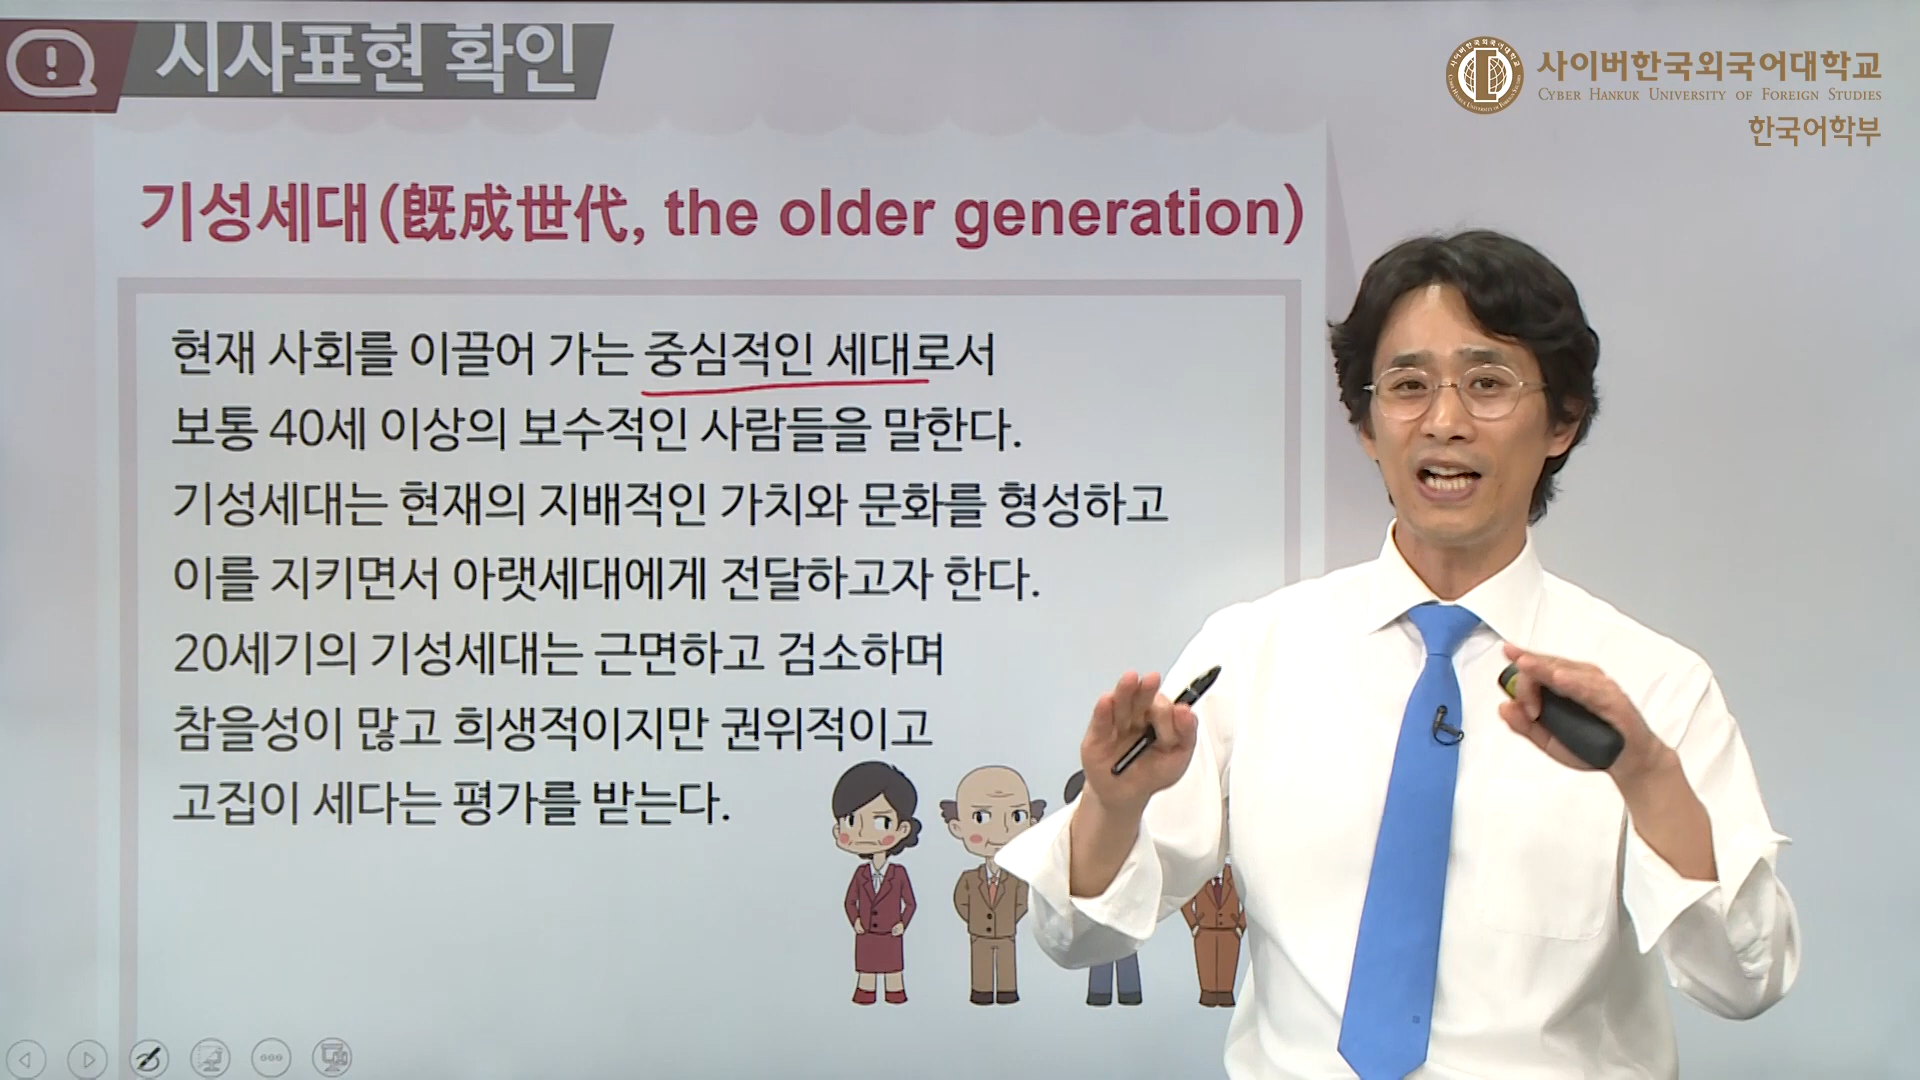 시사표현 확인
사이버한국외국어대학교
CYBER HANKUK UNIVERSITY OF FOREIGN STUDIES
한국어학부
기성세대(旣成世代, the older generation)
현재 사회를 이끌어 가는 중심적인 세대로서
보통 40세 이상의 보수적인 사람들을 말한다.
기성세대는 현재의 지배적인 가치와 문화를 형성하고
이를 지키면서 아랫세대에게 전달하고자 한다.
20세기의 기성세대는 근면하고 검소하며
참을성이 많고 희생적이지만 권위적이고
고집이 세다는 평가를 받는다.